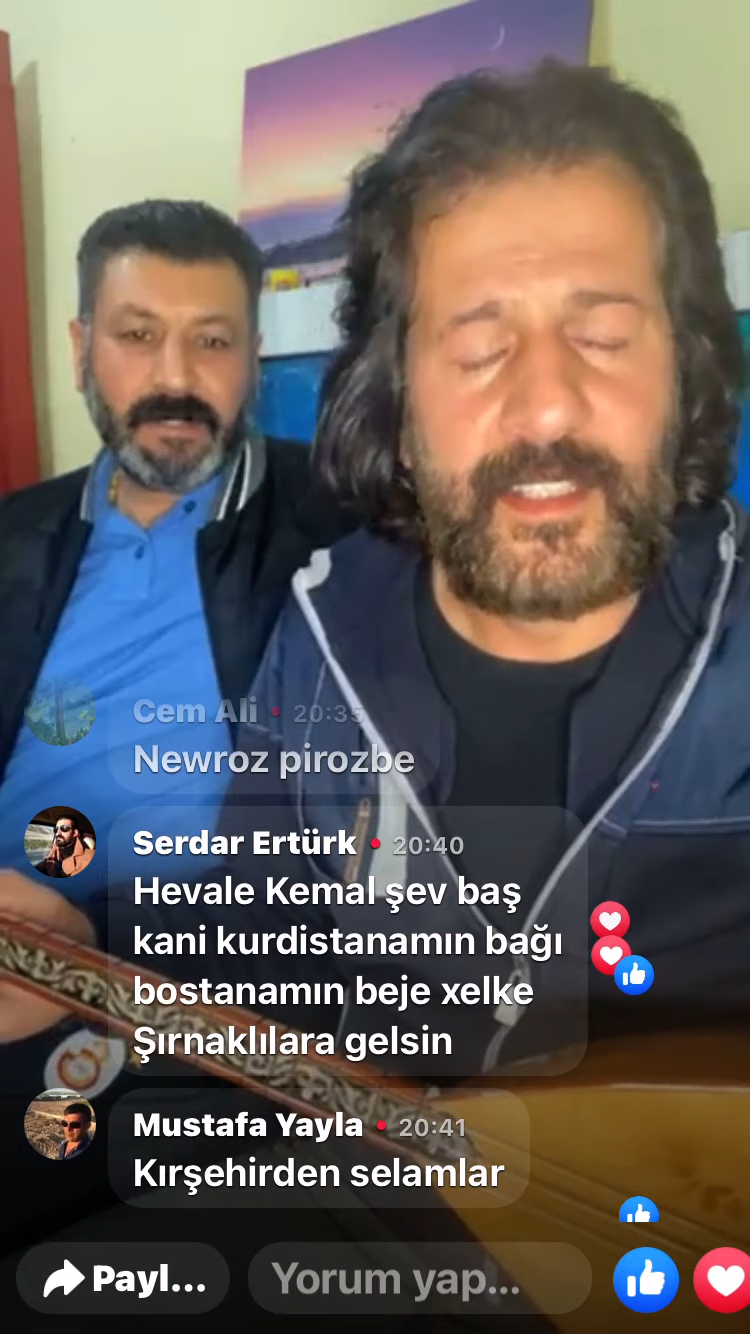 Cem Ali • 20:35
Newroz pirozbe
Serdar Ertürk • 20:40
Hevale Kemal şev baş
kani kurdistanamın bağı
bostanamın beje xelke
Şırnaklılara gelsin
Mustafa Yayla • 20:41
Kırşehirden selamlar
Payl...
Yorum yap...